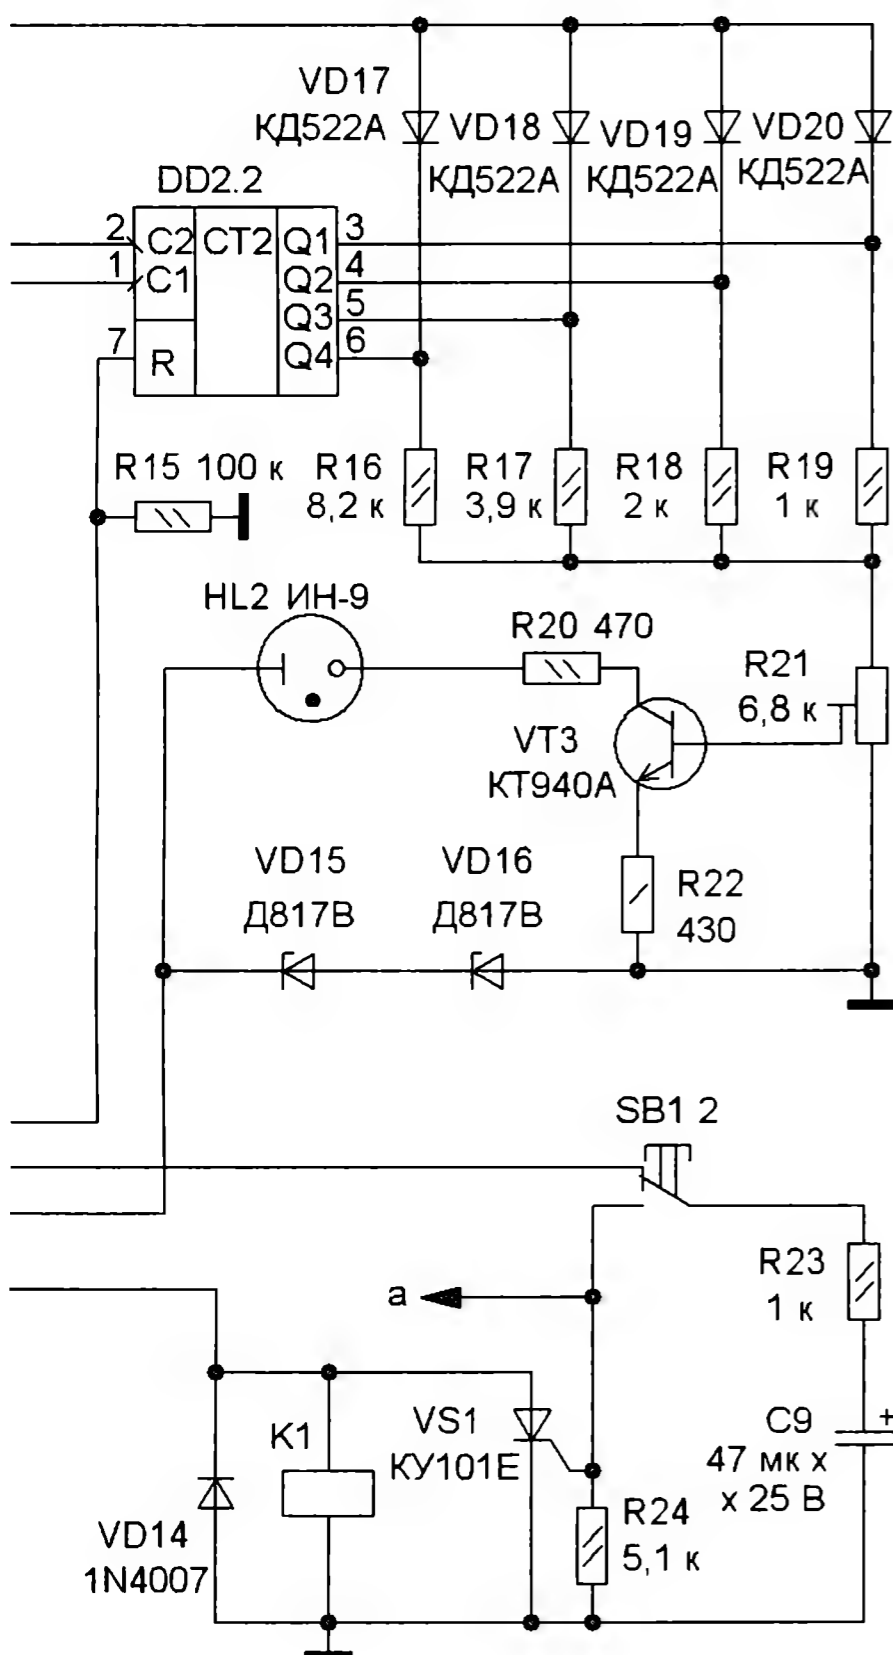 VD17
КД522А
VD18
КД522А
VD19
КД522А
VD20
КД522А
DD2.2
2
C2
CT2
Q1
3
1
C1
Q2
4
Q3
5
7
R
Q4
6
R15 100 к
R16
8,2 к
R17
3,9 к
R18
2 к
R19
1 к
HL2 ИН-9
R20 470
R21
6,8 к
VT3
КТ940А
VD15
Д817В
VD16
Д817В
R22
430
SB1 2
R23
1 к
а
K1
VS1
КУ101Е
C9
+
47 мк х
х 25 В
VD14
1N4007
R24
5,1 к